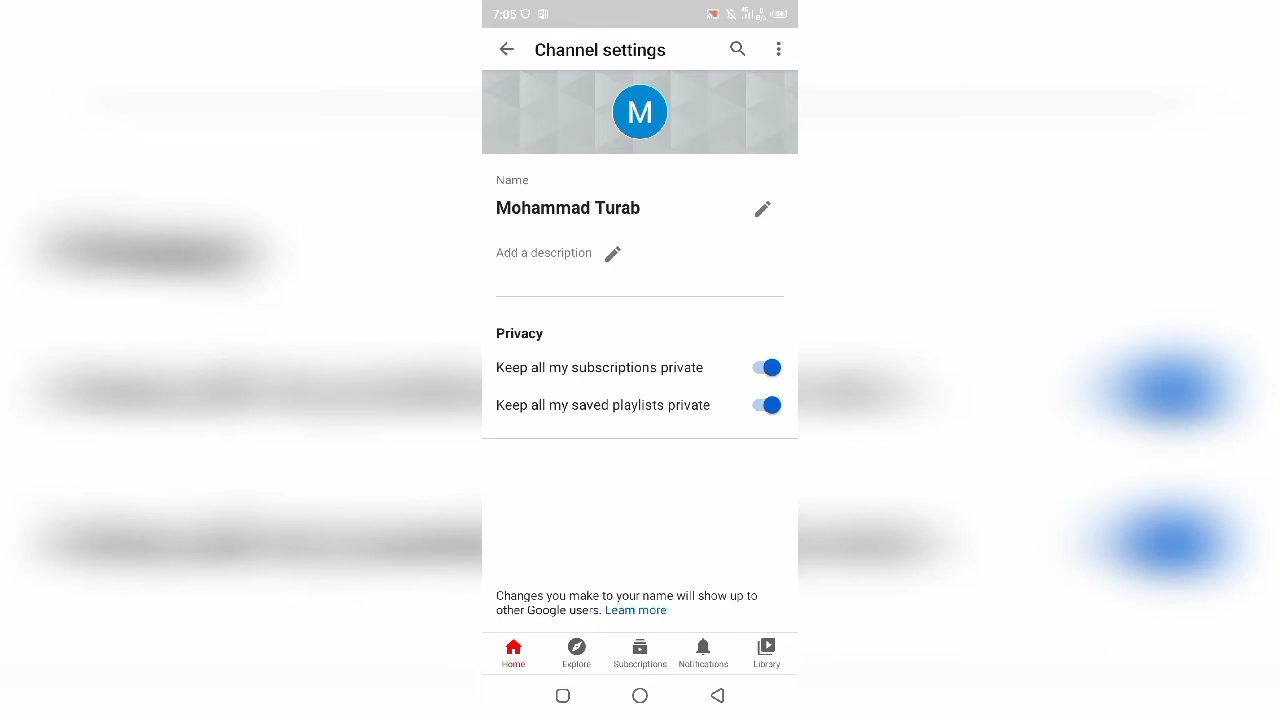 7:05
Channel settings
M
Name
Mohammad Turab
Add a description
Privacy
Keep all my subscriptions private
Keep all my saved playlists private
Changes you make to your name will show up to
other Google users. Learn more
Home Explore Subscriptions Notifications Library